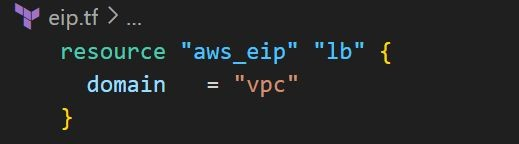 eip.tf > ...
resource "aws_eip" "lb" {
  domain   = "vpc"
}